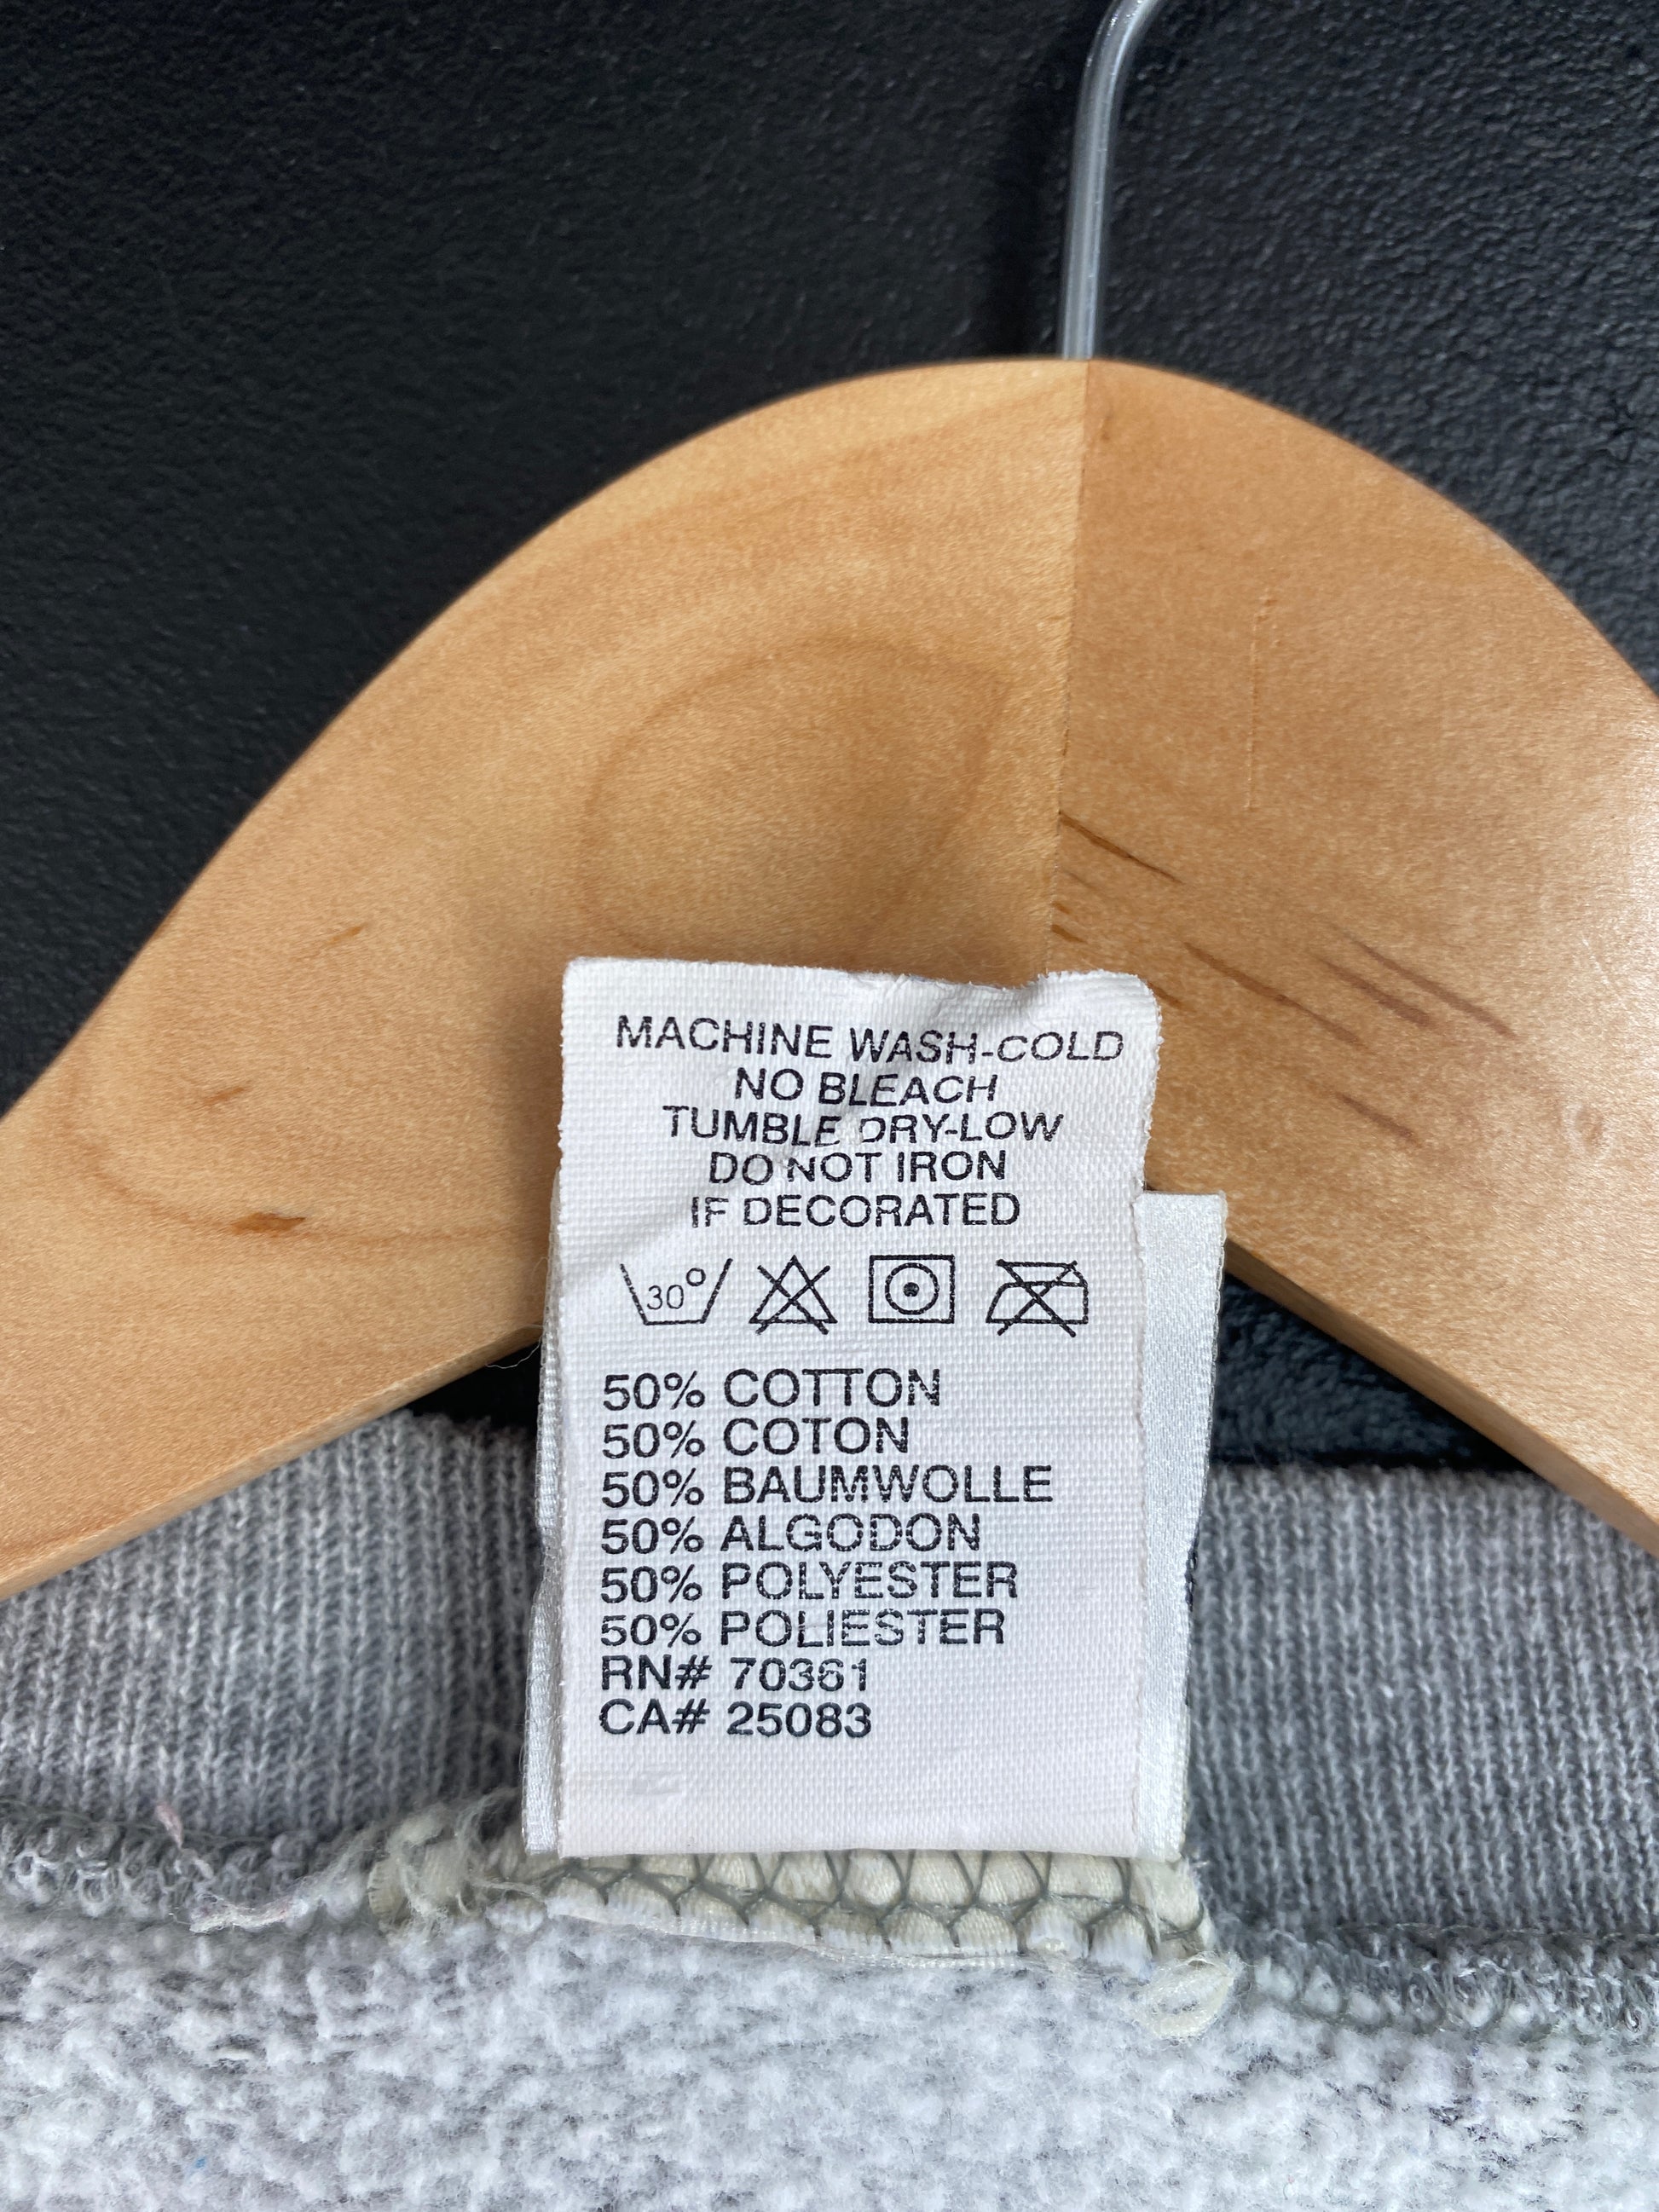 MACHINE WASH-COLD
NO BLEACH
TUMBLE DRY-LOW
DO NOT IRON
IF DECORATED
30°
50% COTTON
50% COTON
50% BAUMWOLLE
50% ALGODON
50% POLYESTER
50% POLIESTER
RN# 70361
CA# 25083